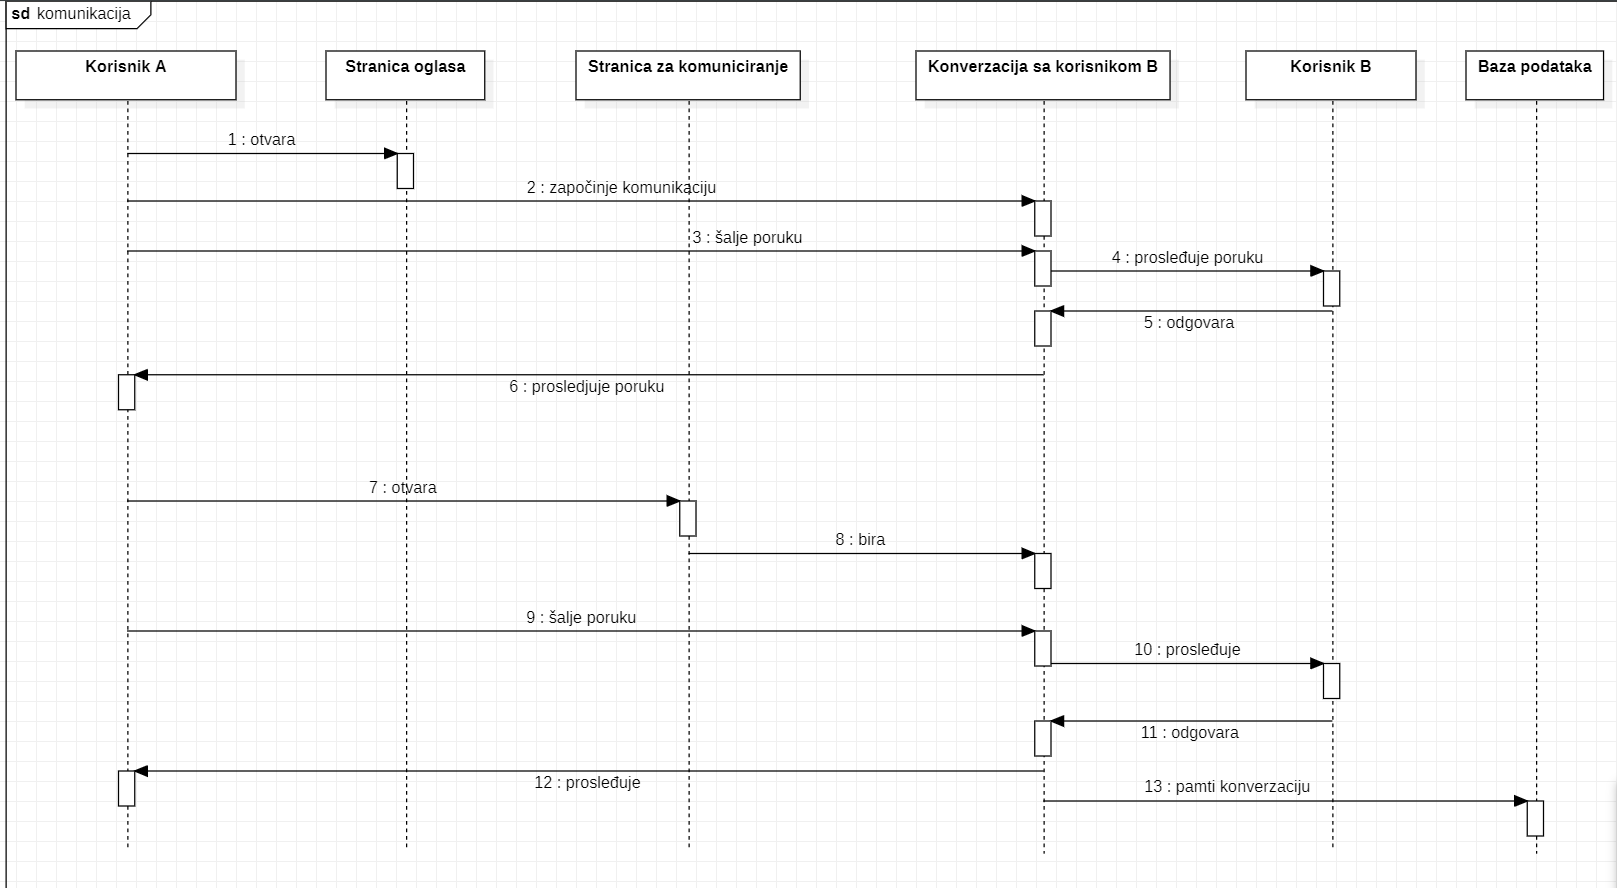 sd komunikacija
Korisnik A
Stranica oglasa
Stranica za komuniciranje
Konverzacija sa korisnikom B
Korisnik B
Baza podataka
1 : otvara
2 : započinje komunikaciju
3 : šalje poruku
4 : prosleđuje poruku
5 : odgovara
6 : prosledjuje poruku
7 : otvara
8 : bira
9 : šalje poruku
10 : prosleđuje
11 : odgovara
12 : prosleđuje
13 : pamti konverzaciju